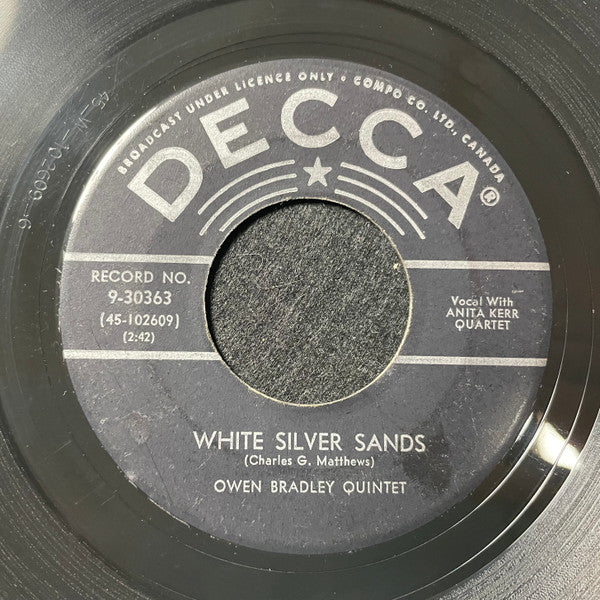 BROADCAST UNDER LICENCE ONLY • COMPO CO. LTD., CANADA
DECCA®
RECORD NO.
9-30363
(45-102609)
(2:42)
Vocal With
ANITA KERR
QUARTET
WHITE SILVER SANDS
(Charles G. Matthews)
OWEN BRADLEY QUINTET